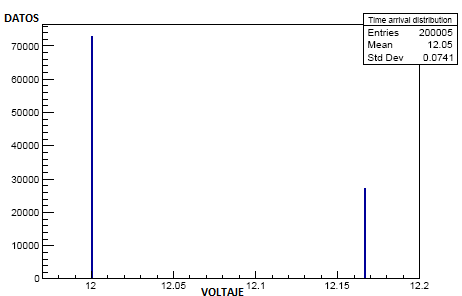 DATOS
Time arrival distribution
Entries 200005
Mean 12.05
Std Dev 0.0741
70000
60000
50000
40000
30000
20000
10000
0
12 12.05 12.1 12.15 12.2
VOLTAJE